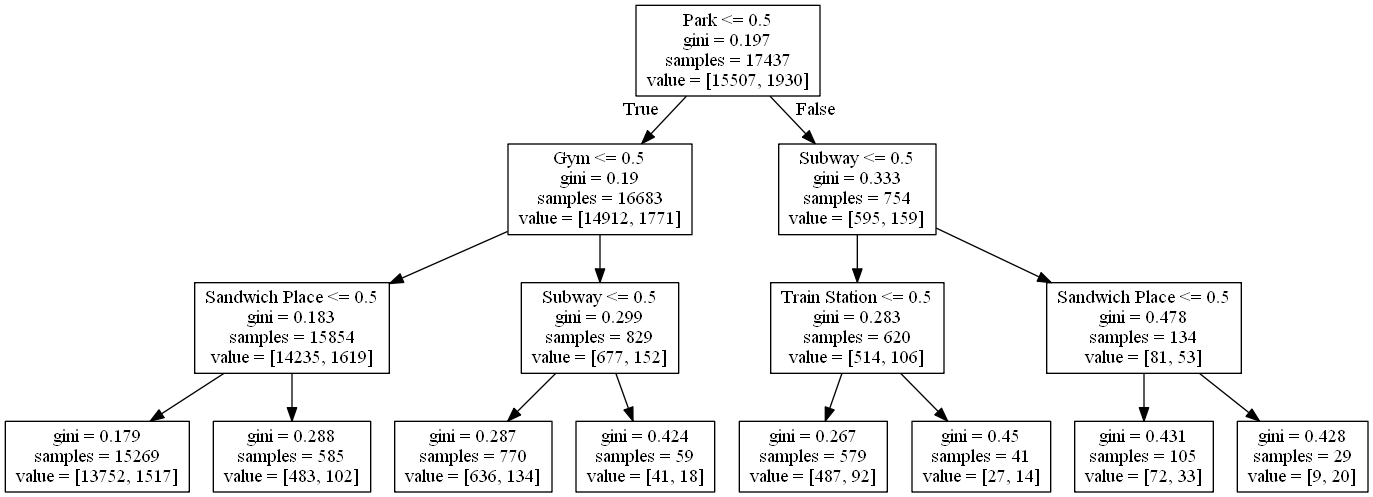 Park <= 0.5
gini = 0.197
samples = 17437
value = [15507, 1930]
True
False
Gym <= 0.5
gini = 0.19
samples = 16683
value = [14912, 1771]
Subway <= 0.5
gini = 0.333
samples = 754
value = [595, 159]
Sandwich Place <= 0.5
gini = 0.183
samples = 15854
value = [14235, 1619]
Subway <= 0.5
gini = 0.299
samples = 829
value = [677, 152]
Train Station <= 0.5
gini = 0.283
samples = 620
value = [514, 106]
Sandwich Place <= 0.5
gini = 0.478
samples = 134
value = [81, 53]
gini = 0.179
samples = 15269
value = [13752, 1517]
gini = 0.288
samples = 585
value = [483, 102]
gini = 0.287
samples = 770
value = [636, 134]
gini = 0.424
samples = 59
value = [41, 18]
gini = 0.267
samples = 579
value = [487, 92]
gini = 0.45
samples = 41
value = [27, 14]
gini = 0.431
samples = 105
value = [72, 33]
gini = 0.428
samples = 29
value = [9, 20]